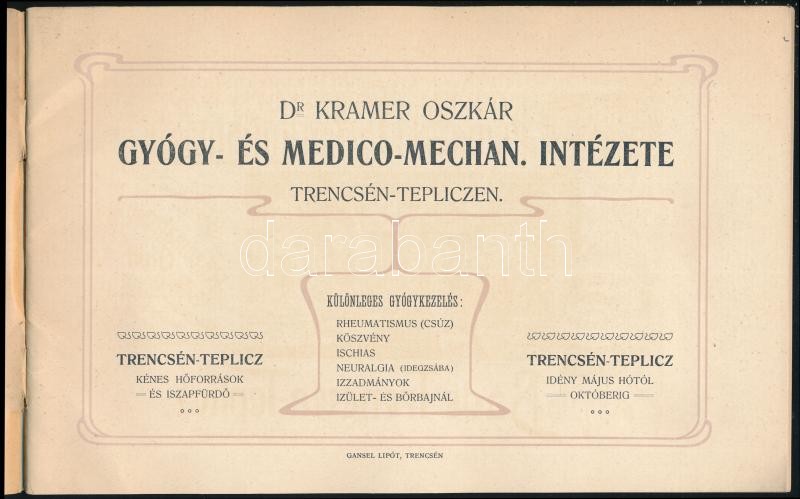 Dr KRAMER OSZKÁR
GYÓGY- ÉS MEDICO-MECHAN. INTÉZETE
TRENCSÉN-TEPLICZEN.
darabanth
KÜLÖNLEGES GYÓGYKEZELÉS:
RHEUMATISMUS (CSÚZ)
KÖSZVÉNY
ISCHIAS
NEURALGIA (IDEGZSÁBA)
IZZADMÁNYOK
IZÜLET- ÉS BŐRBAJNÁL
TRENCSÉN-TEPLICZ
KÉNES HŐFORRÁSOK
ÉS ISZAPFÜRDŐ
TRENCSÉN-TEPLICZ
IDÉNY MÁJUS HÓTÓL
OKTÓBERIG
GANSEL LIPÓT, TRENCSÉN